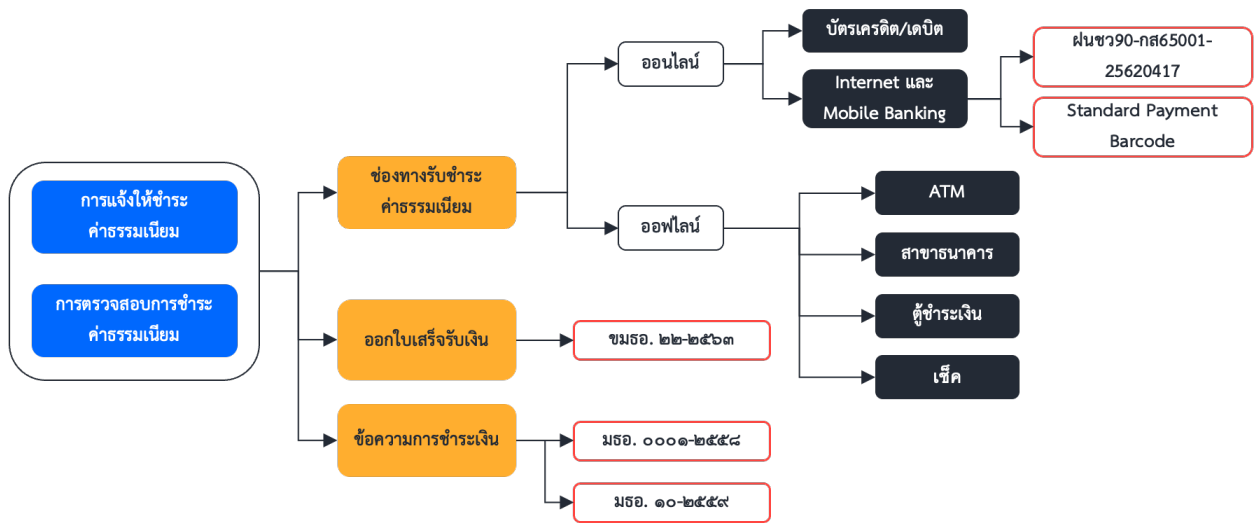 การแจ้งให้ชำระ
ค่าธรรมเนียม
การตรวจสอบการชำระ
ค่าธรรมเนียม
ช่องทางรับชำระ
ค่าธรรมเนียม
ออนไลน์
บัตรเครดิต/เดบิต
Internet และ
Mobile Banking
ฝนชว90-กส65001-
25620417
Standard Payment
Barcode
ออฟไลน์
ATM
สาขาธนาคาร
ตู้ชำระเงิน
เช็ค
ออกใบเสร็จรับเงิน
ขมธอ. ๒๒-๒๕๖๓
ข้อความการชำระเงิน
มธอ. ๐๐๐๑-๒๕๕๘
มธอ. ๑๐-๒๕๕๙